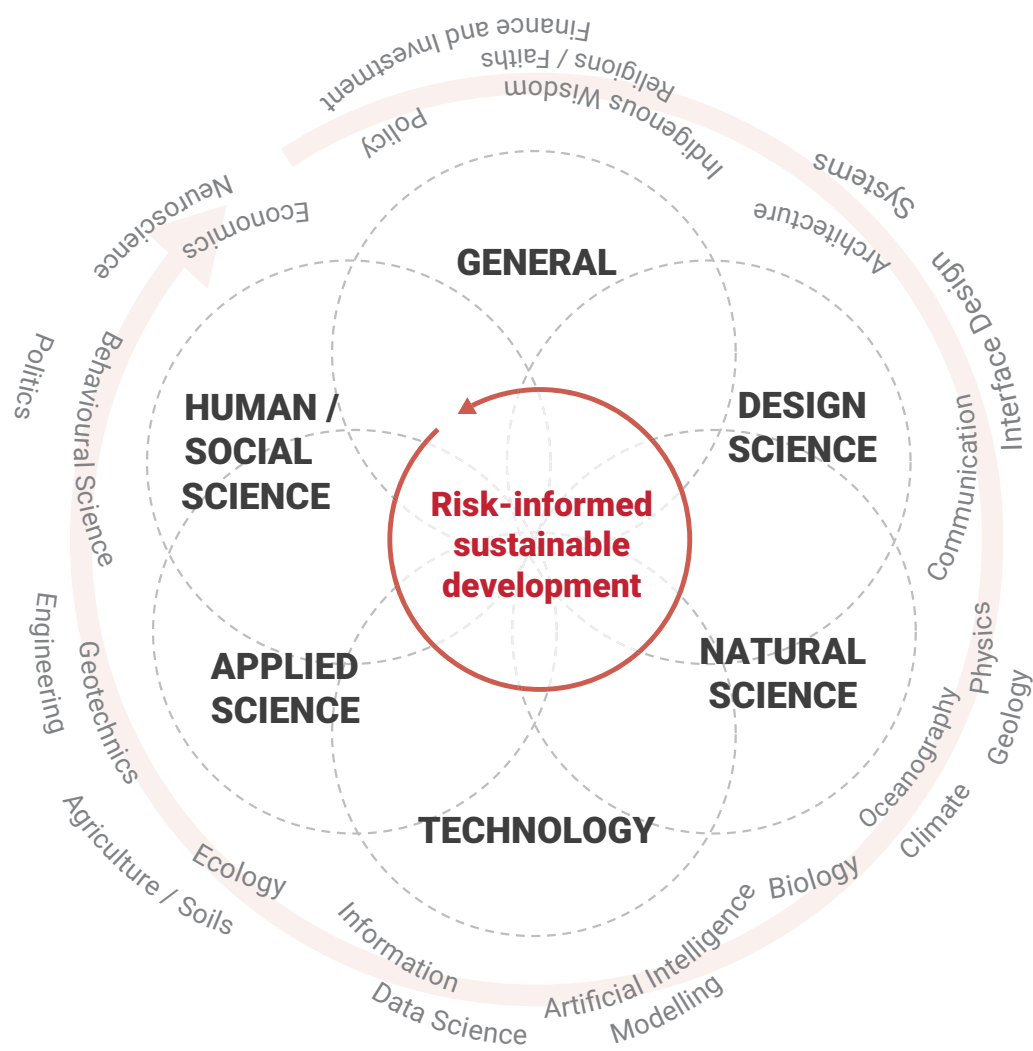 Finance and Investment
Religions / Faiths
Indigenous Wisdom
Policy
Systems
Architecture
Neuroscience
Economics
GENERAL
Interface Design
Politics
Behavioural Science
HUMAN /
SOCIAL
SCIENCE
DESIGN
SCIENCE
Communication
Risk-informed
sustainable
development
Engineering
Geotechnics
APPLIED
SCIENCE
NATURAL
SCIENCE
Physics
Geology
Oceanography
Climate
TECHNOLOGY
Agriculture / Soils
Ecology
Biology
Information
Data Science
Artificial Intelligence
Modelling